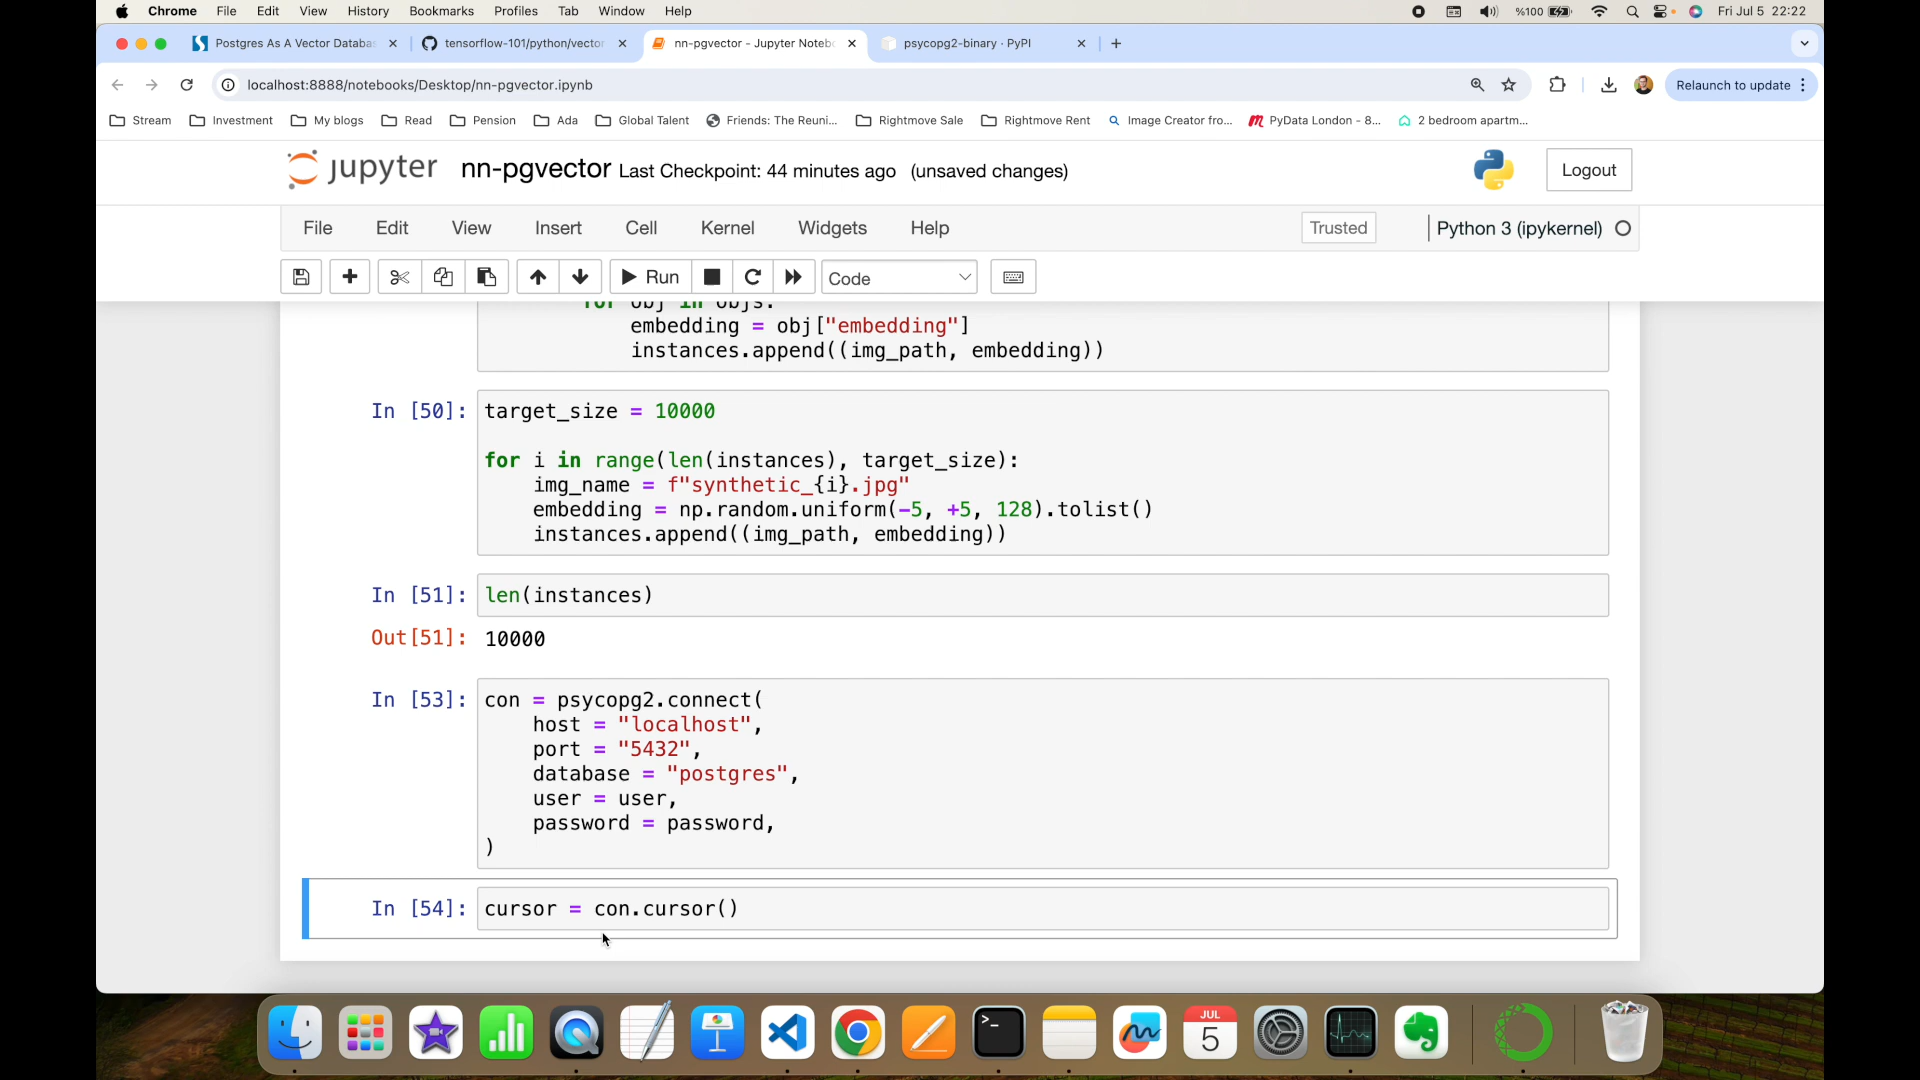 Chrome File Edit View History Bookmarks Profiles Tab Window Help %100 Fri Jul 5 22:22
Postgres As A Vector Databas tensorflow-101/python/vector nn-pgvector - Jupyter Noteb psycopg2-binary · PyPI
localhost:8888/notebooks/Desktop/nn-pgvector.ipynb Relaunch to update
Stream Investment My blogs Read Pension Ada Global Talent Friends: The Reuni... Rightmove Sale Rightmove Rent Image Creator fro... PyData London - 8... 2 bedroom apartm...
jupyter nn-pgvector Last Checkpoint: 44 minutes ago (unsaved changes) Logout
File Edit View Insert Cell Kernel Widgets Help Trusted Python 3 (ipykernel)
Run Code
for obj in objs:
embedding = obj["embedding"]
instances.append((img_path, embedding))
In [50]: target_size = 10000
for i in range(len(instances), target_size):
img_name = f"synthetic_{i}.jpg"
embedding = np.random.uniform(-5, +5, 128).tolist()
instances.append((img_path, embedding))
In [51]: len(instances)
Out[51]: 10000
In [53]: con = psycopg2.connect(
host = "localhost",
port = "5432",
database = "postgres",
user = user,
password = password,
)
In [54]: cursor = con.cursor()
JUL
5